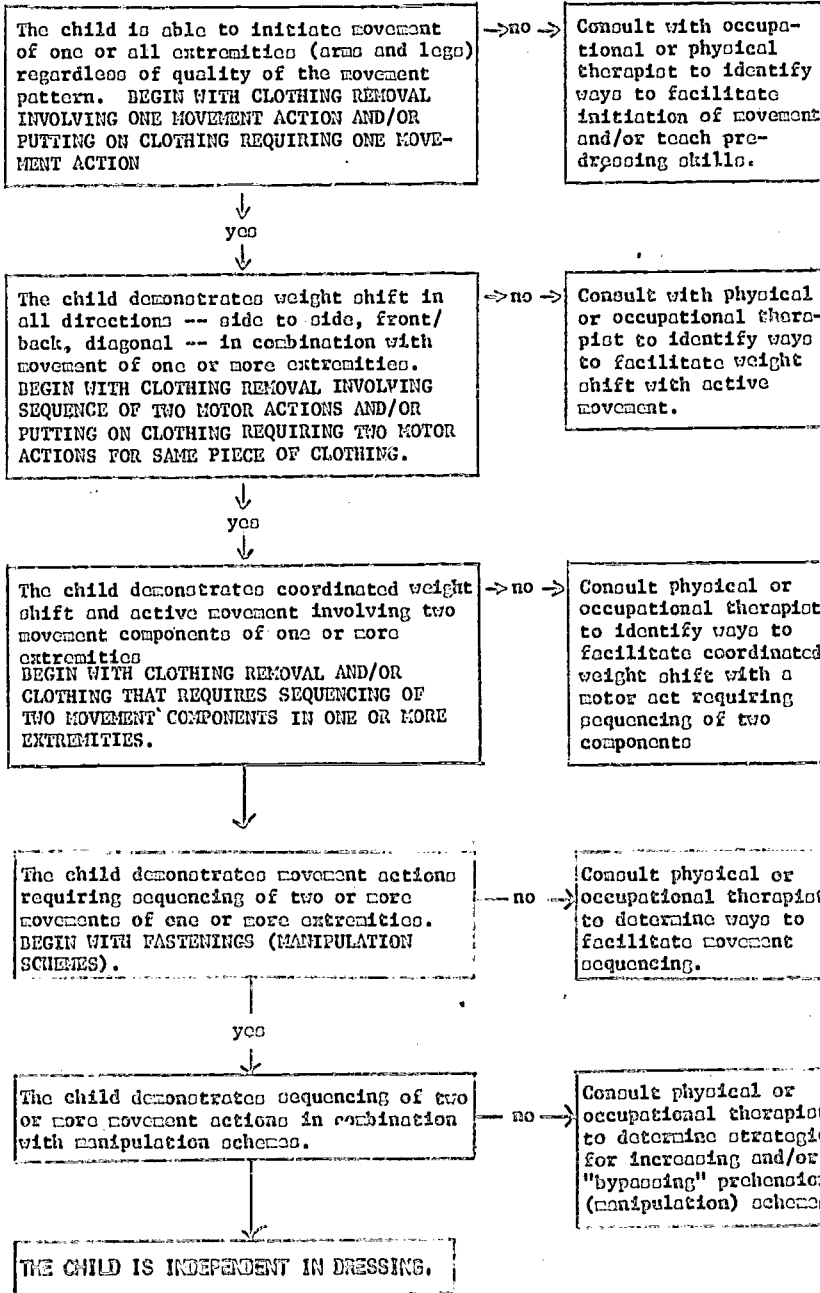 The child is able to initiate movement
of one or all extremities (arms and legs)
regardless of quality of the movement
pattern. BEGIN WITH CLOTHING REMOVAL
INVOLVING ONE MOVEMENT ACTION AND/OR
PUTTING ON CLOTHING REQUIRING ONE MOVE-
MENT ACTION
no
Consult with occupa-
tional or physical
therapist to identify
ways to facilitate
initiation of movement
and/or teach pre-
dressing skills.
yes
The child demonstrates weight shift in
all directions -- side to side, front/
back, diagonal -- in combination with
movement of one or more extremities.
BEGIN WITH CLOTHING REMOVAL INVOLVING
SEQUENCE OF TWO MOTOR ACTIONS AND/OR
PUTTING ON CLOTHING REQUIRING TWO MOTOR
ACTIONS FOR SAME PIECE OF CLOTHING.
no
Consult with physical
or occupational thera-
pist to identify ways
to facilitate weight
shift with active
movement.
yes
The child demonstrates coordinated weight
shift and active movement involving two
movement components of one or more
extremities
BEGIN WITH CLOTHING REMOVAL AND/OR
CLOTHING THAT REQUIRES SEQUENCING OF
TWO MOVEMENT COMPONENTS IN ONE OR MORE
EXTREMITIES.
no
Consult physical or
occupational therapist
to identify ways to
facilitate coordinated
weight shift with a
motor act requiring
sequencing of two
components
The child demonstrates movement actions
requiring sequencing of two or more
movements of one or more extremities.
BEGIN WITH FASTENINGS (MANIPULATION
SCHEMES).
no
Consult physical or
occupational therapist
to determine ways to
facilitate movement
sequencing.
yes
The child demonstrates sequencing of two
or more movement actions in combination
with manipulation schemes.
no
Consult physical or
occupational therapist
to determine strategie
for increasing and/or
"bypassing" prehension
(manipulation) schemes
THE CHILD IS INDEPENDENT IN DRESSING.